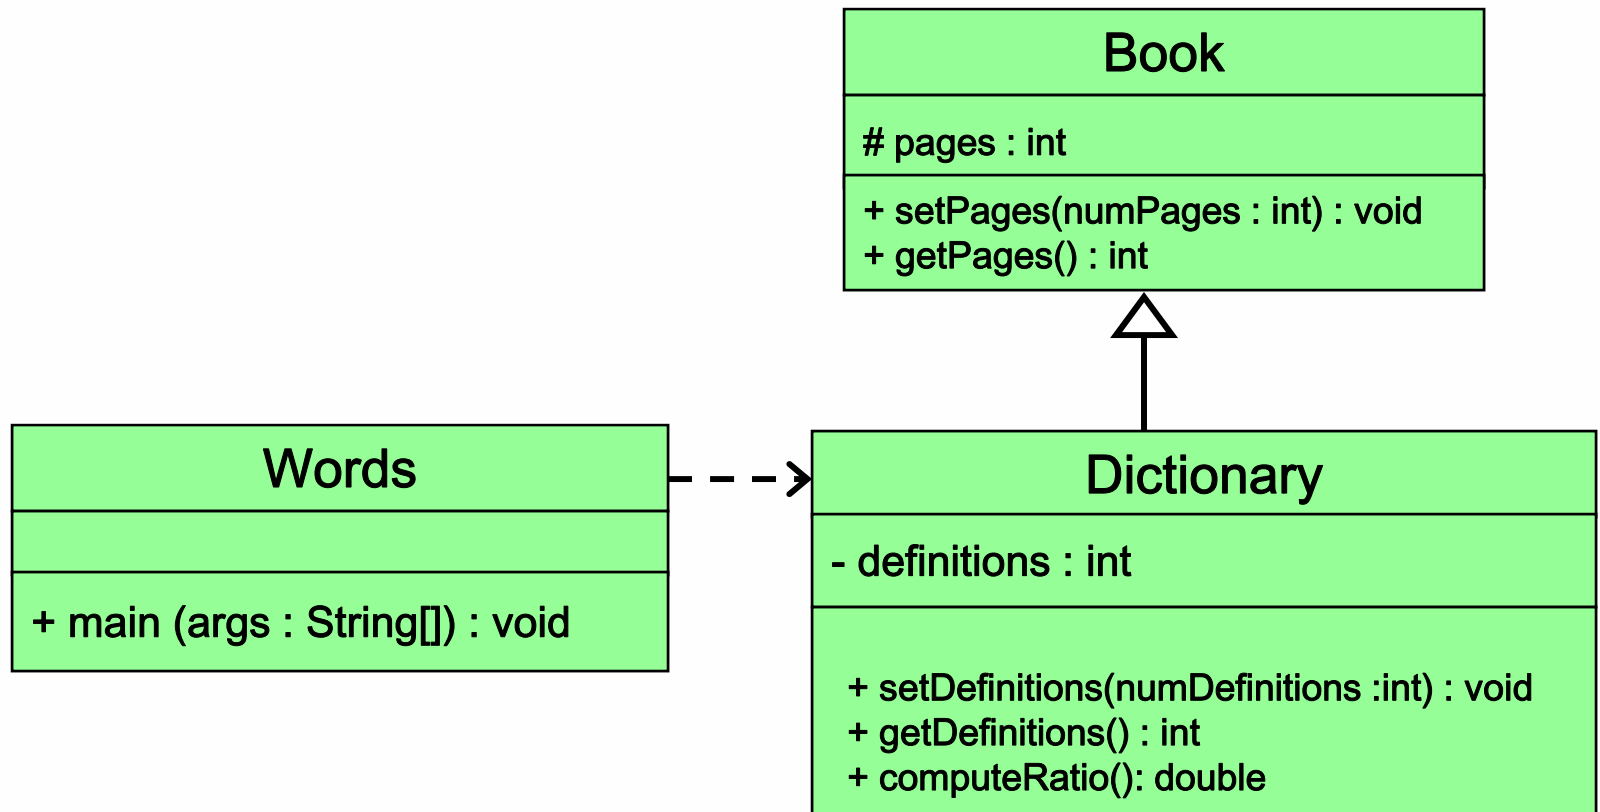 Book
# pages : int
+ setPages(numPages : int) : void
+ getPages() : int
Words
+ main (args : String[]) : void
Dictionary
- definitions : int
+ setDefinitions(numDefinitions :int) : void
+ getDefinitions() : int
+ computeRatio(): double